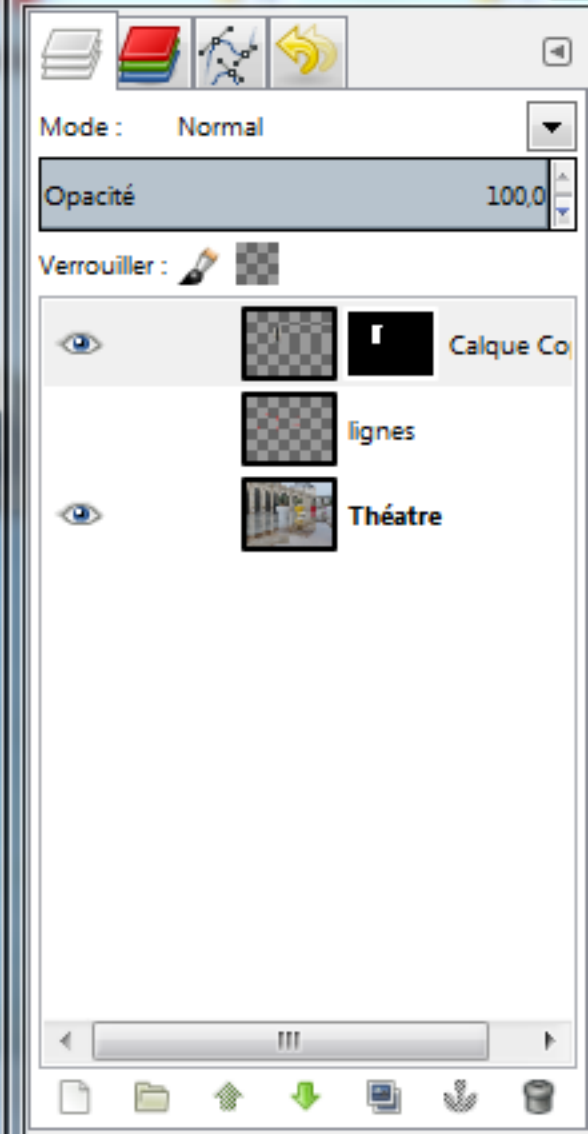 Mode : Normal
Opacité 100,0
Verrouiller :
Calque Co
lignes
Théatre